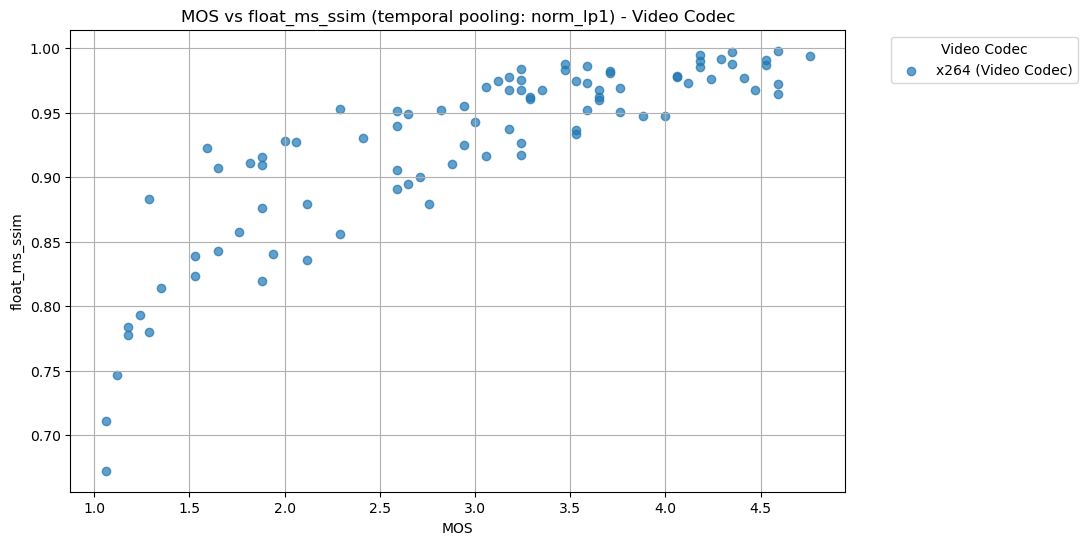 MOS vs float_ms_ssim (temporal pooling: norm_lp1) - Video Codec
Video Codec
x264 (Video Codec)
float_ms_ssim
1.00
0.95
0.90
0.85
0.80
0.75
0.70
1.0 1.5 2.0 2.5 3.0 3.5 4.0 4.5
MOS